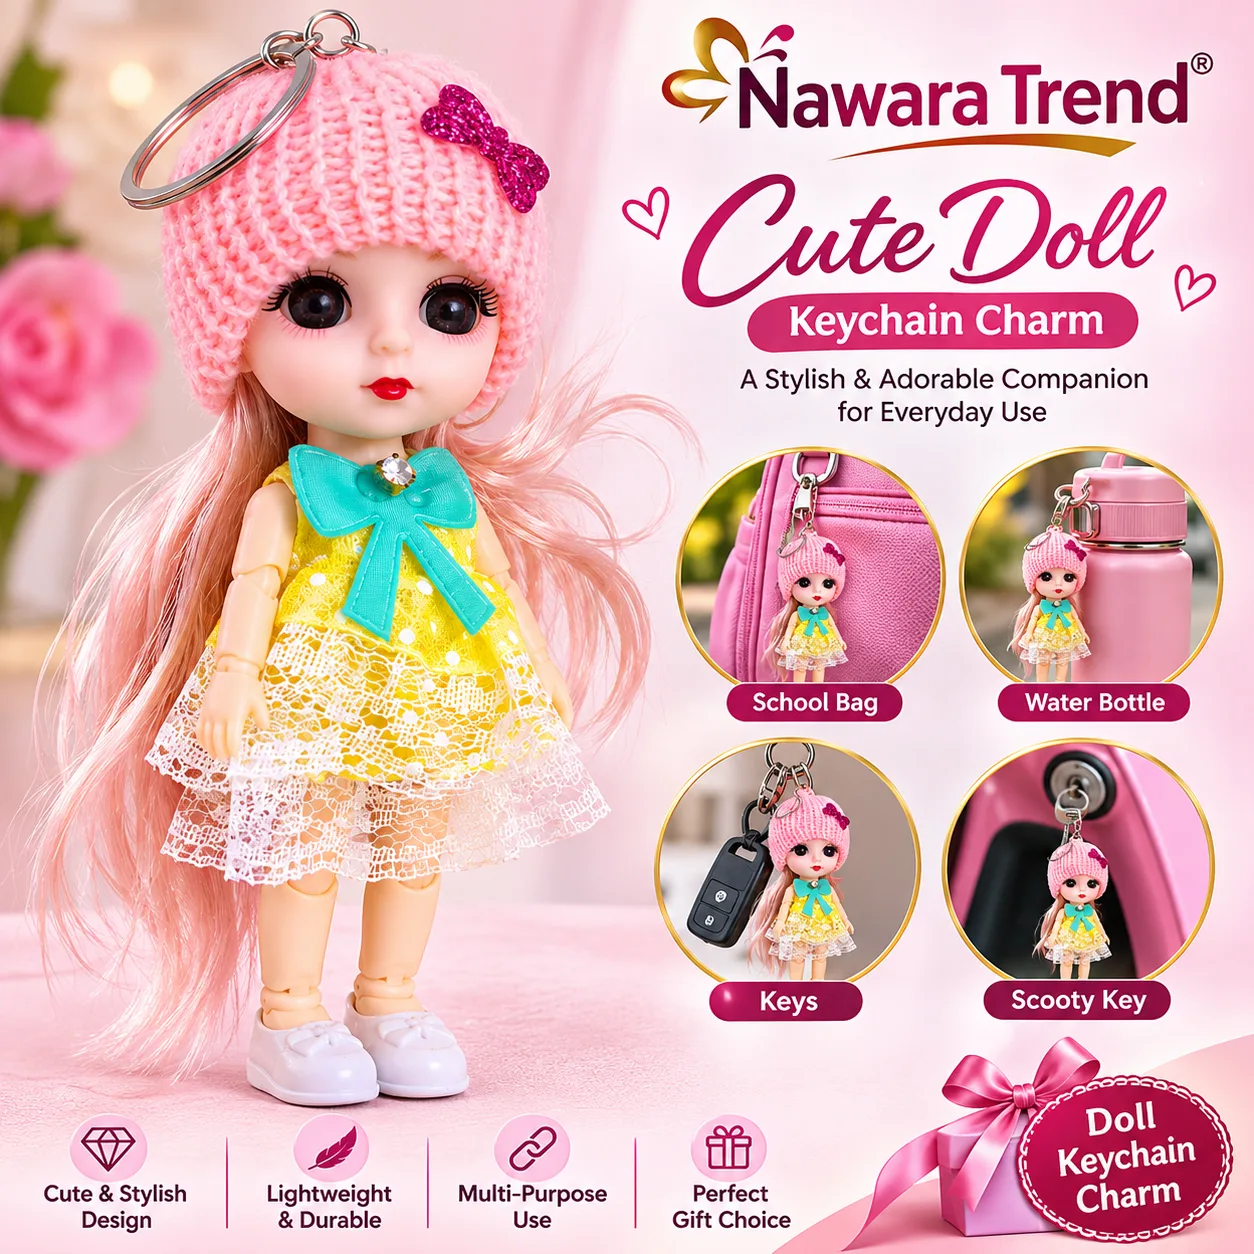 Nawara Trend®
Cute Doll
Keychain Charm
A Stylish & Adorable Companion
for Everyday Use
School Bag
Water Bottle
Keys
Scooty Key
Cute & Stylish
Design
Lightweight
& Durable
Multi-Purpose
Use
Perfect
Gift Choice
Doll
Keychain
Charm